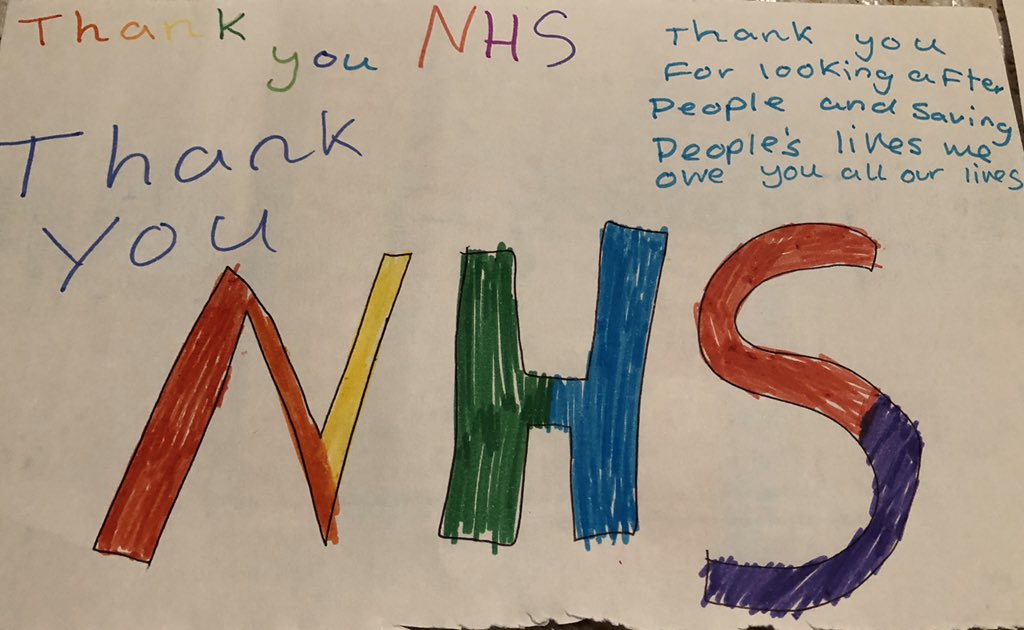 Thank you NHS
Thank you
For looking after
People and saving
People's lives me
owe you all our lives
Thank
you
NHS